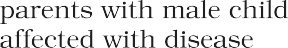 parents with male child
affected with disease